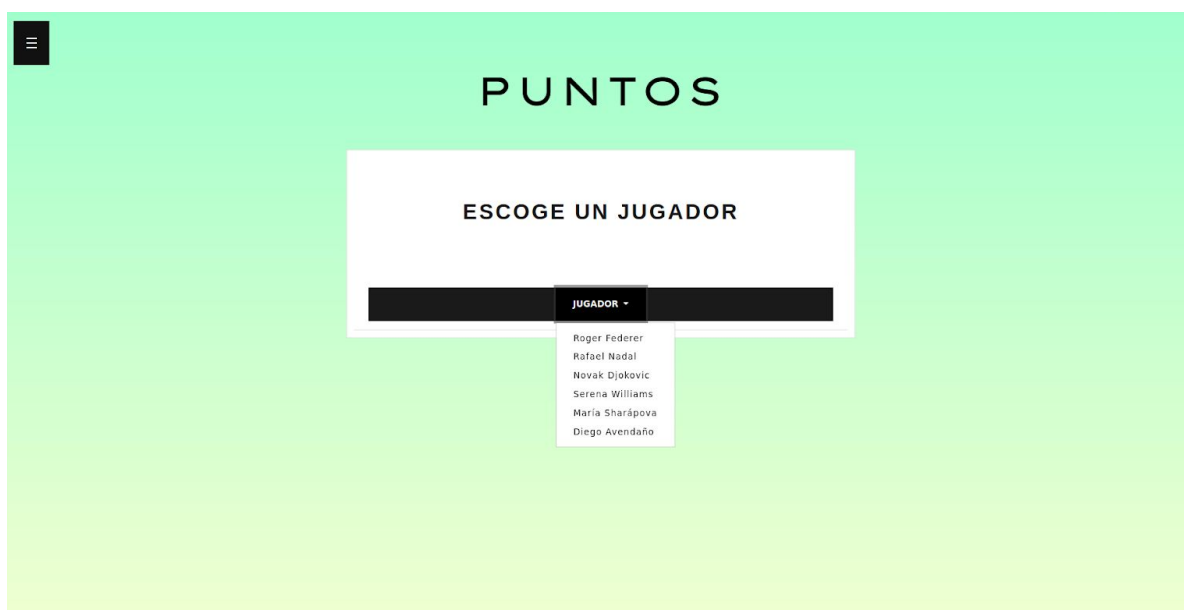 PUNTOS
ESCOGE UN JUGADOR
JUGADOR
Roger Federer
Rafael Nadal
Novak Djokovic
Serena Williams
María Sharápova
Diego Avendaño